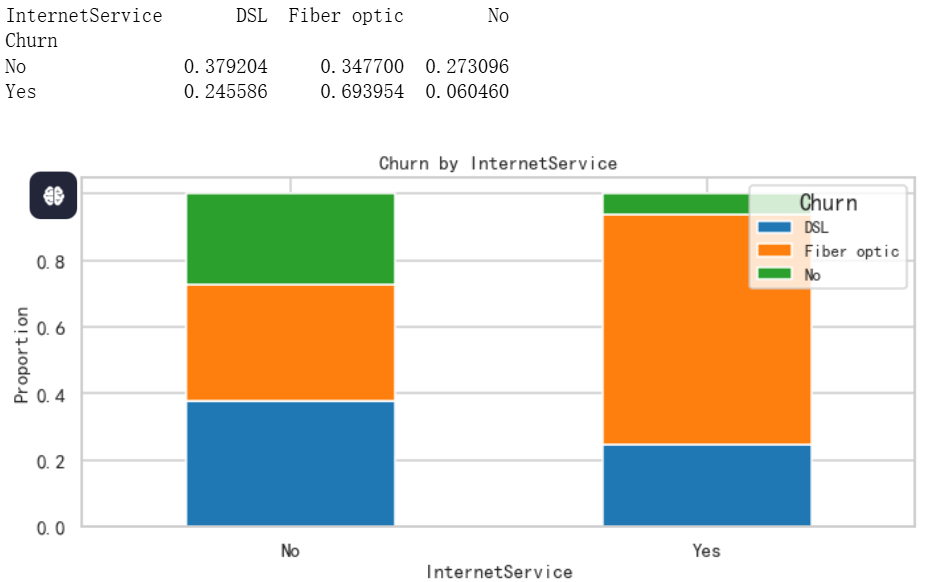 InternetService DSL Fiber optic No
Churn
No 0.379204 0.347700 0.273096
Yes 0.245586 0.693954 0.060460
Churn by InternetService
Churn
DSL
Fiber optic
No
0.8
0.6
0.4
0.2
0.0
Proportion
No Yes
InternetService